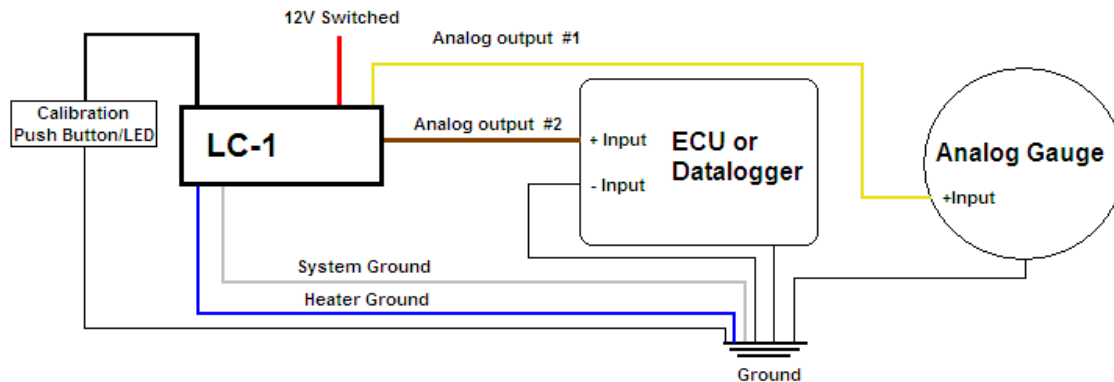 12V Switched
Analog output #1
Calibration
Push Button/LED
LC-1
Analog output #2
+ Input
- Input
ECU or
Datalogger
Analog Gauge
+Input
System Ground
Heater Ground
Ground